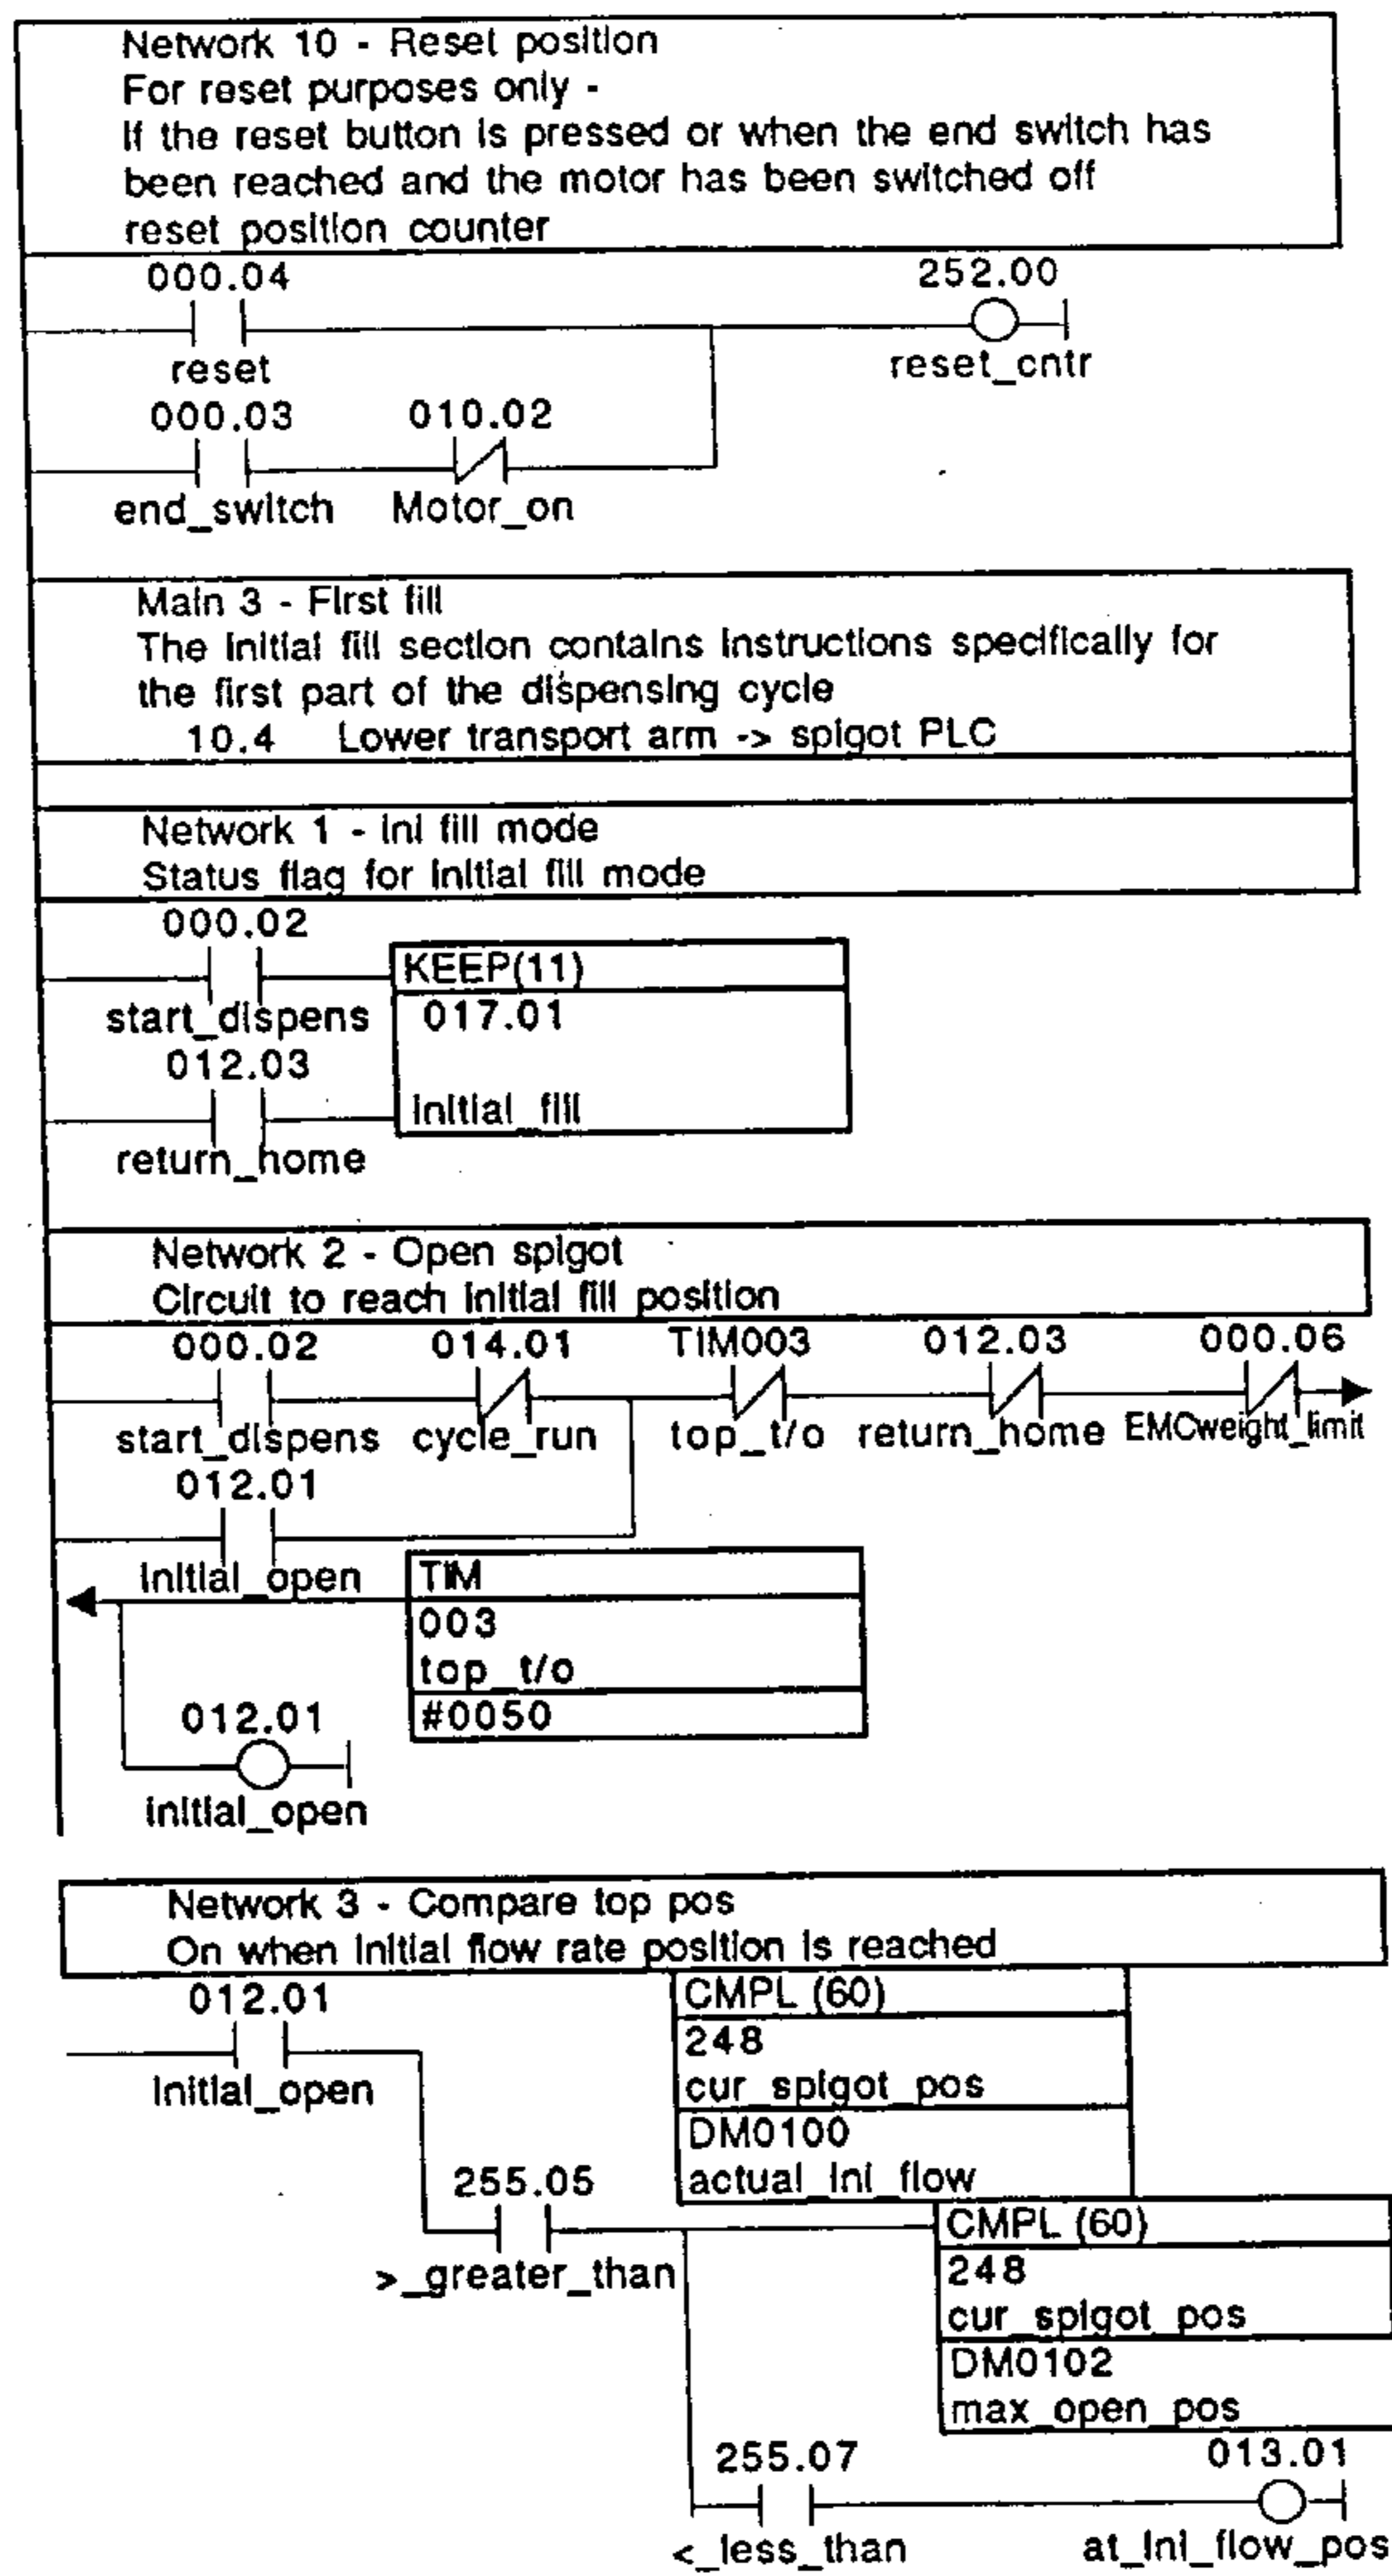 Network 10 - Reset position
For reset purposes only -
If the reset button is pressed or when the end switch has
been reached and the motor has been switched off
reset position counter
000.04 252.00
reset reset_cntr
000.03 010.02
end_switch Motor_on
Main 3 - First fill
The initial fill section contains instructions specifically for
the first part of the dispensing cycle
10.4 Lower transport arm -> spigot PLC
Network 1 - Ini fill mode
Status flag for initial fill mode
000.02
KEEP(11)
start_dispens 017.01
012.03
initial_fill
return_home
Network 2 - Open spigot
Circuit to reach initial fill position
000.02 014.01 TIM003 012.03 000.06
start_dispens cycle_run top_t/o return_home EMCweight_limit
012.01
initial_open TIM
003
top_t/o
012.01 #0050
initial_open
Network 3 - Compare top pos
On when initial flow rate position is reached
012.01 CMPL (60)
248
initial_open cur_spigot_pos
DM0100
255.05 actual_ini_flow
CMPL (60)
>_greater_than 248
cur_spigot_pos
DM0102
max_open_pos
255.07 013.01
<_less_than at_ini_flow_pos